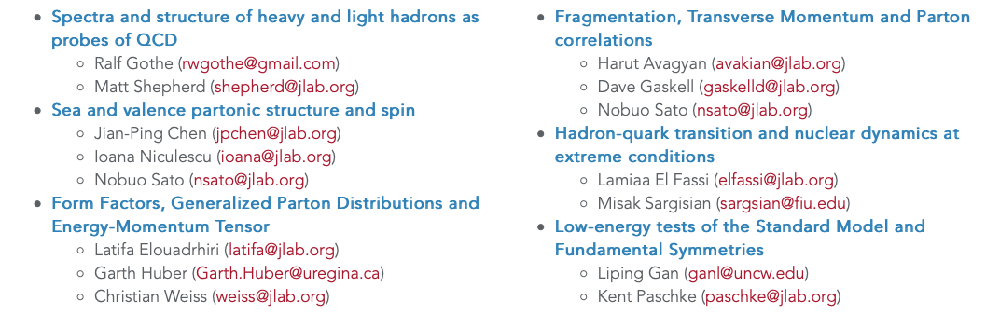 Spectra and structure of heavy and light hadrons as
probes of QCD
Ralf Gothe (rwgothe@gmail.com)
Matt Shepherd (shepherd@jlab.org)
Sea and valence partonic structure and spin
Jian-Ping Chen (jpchen@jlab.org)
Ioana Niculescu (ioana@jlab.org)
Nobuo Sato (nsato@jlab.org)
Form Factors, Generalized Parton Distributions and
Energy-Momentum Tensor
Latifa Elouadrhiri (latifa@jlab.org)
Garth Huber (Garth.Huber@uregina.ca)
Christian Weiss (weiss@jlab.org)
Fragmentation, Transverse Momentum and Parton
correlations
Harut Avagyan (avakian@jlab.org)
Dave Gaskell (gaskelld@jlab.org)
Nobuo Sato (nsato@jlab.org)
Hadron-quark transition and nuclear dynamics at
extreme conditions
Lamiaa El Fassi (elfassi@jlab.org)
Misak Sargisian (sargsian@fiu.edu)
Low-energy tests of the Standard Model and
Fundamental Symmetries
Liping Gan (ganl@uncw.edu)
Kent Paschke (paschke@jlab.org)